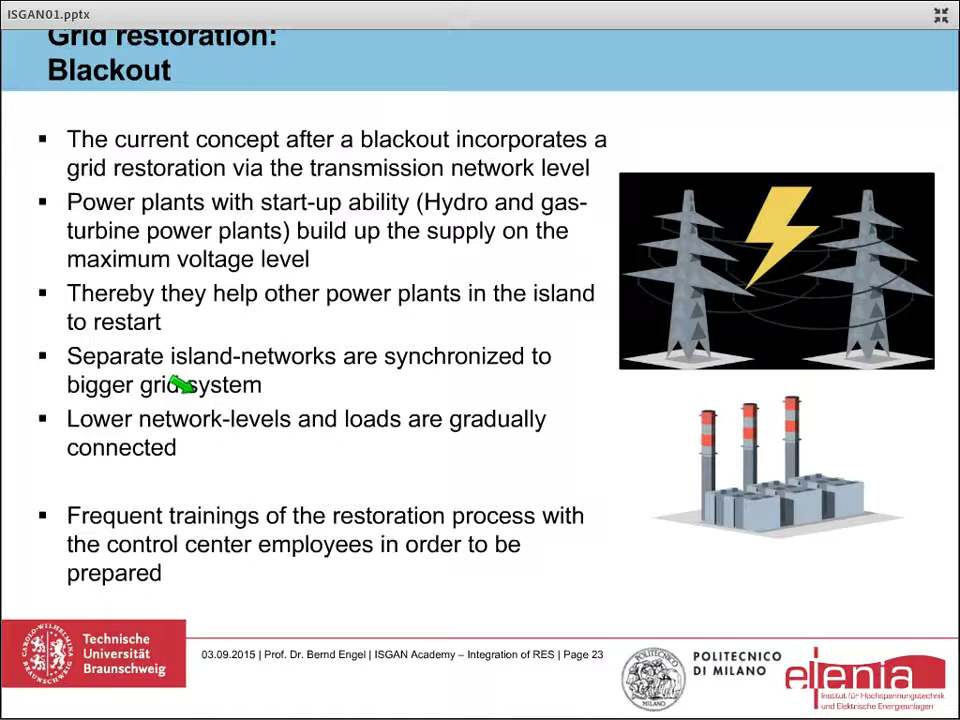 ISGAN01.pptx
Grid restoration:
Blackout
▪ The current concept after a blackout incorporates a
grid restoration via the transmission network level
▪ Power plants with start-up ability (Hydro and gas-
turbine power plants) build up the supply on the
maximum voltage level
▪ Thereby they help other power plants in the island
to restart
▪ Separate island-networks are synchronized to
bigger grid system
▪ Lower network-levels and loads are gradually
connected
▪ Frequent trainings of the restoration process with
the control center employees in order to be
prepared
Technische
Universität
Braunschweig
03.09.2015 | Prof. Dr. Bernd Engel | ISGAN Academy – Integration of RES | Page 23
POLITECNICO
DI MILANO
elenia
Institut für Hochspannungstechnik
und Elektrische Energieanlagen